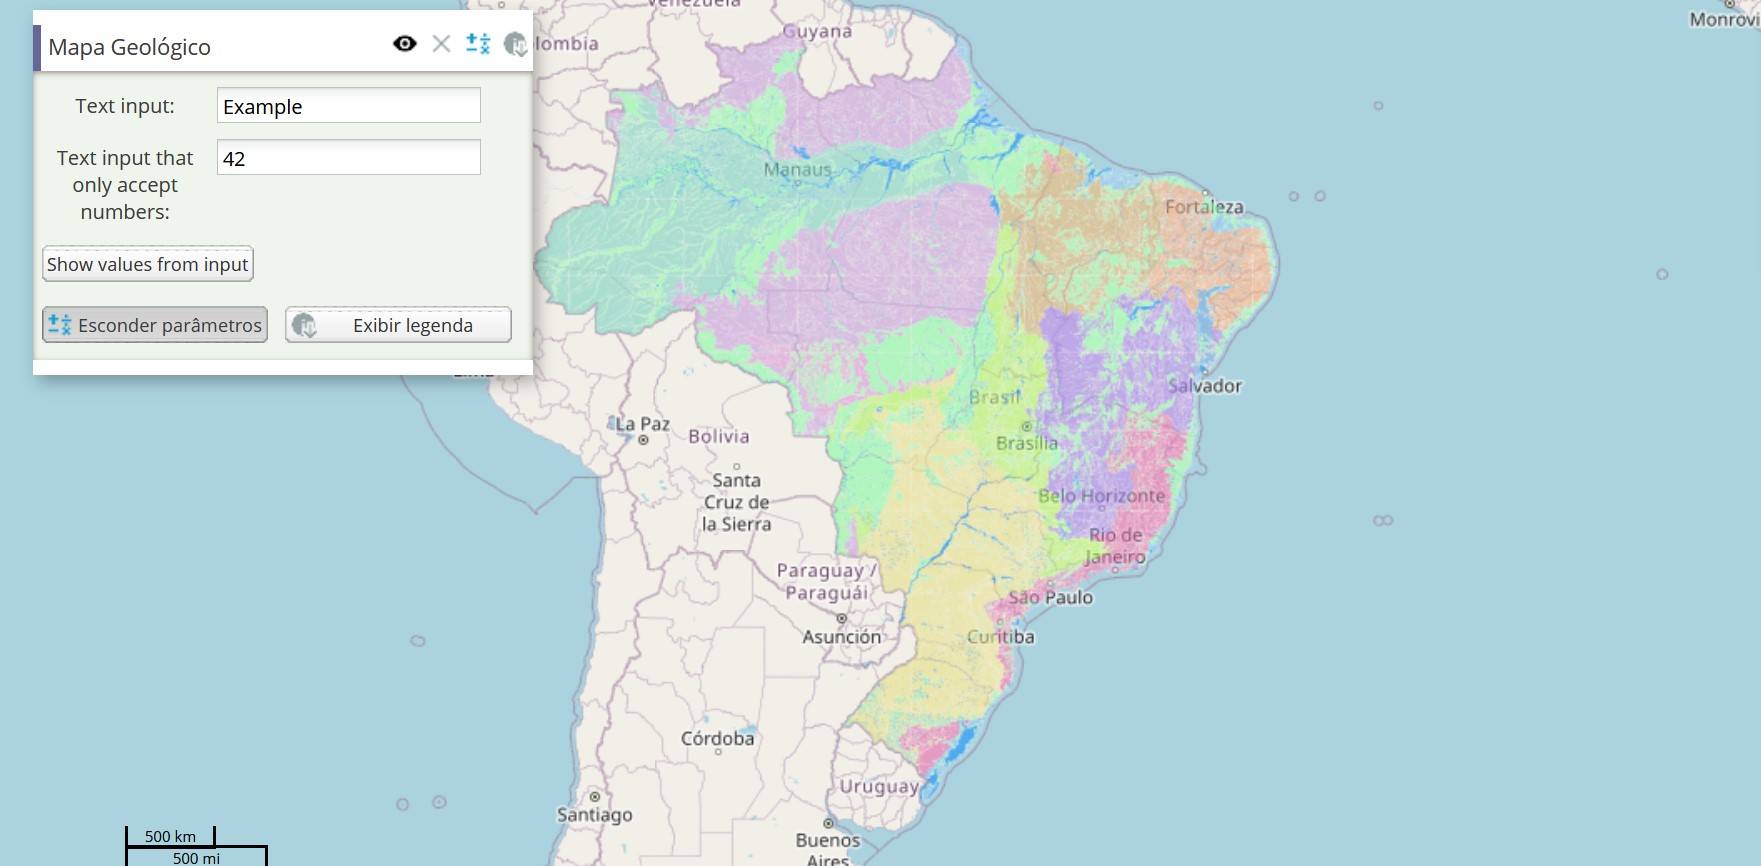 Mapa Geológico
Text input:
Example
Text input that
only accept
numbers:
42
Show values from input
Esconder parâmetros
Exibir legenda
Venezuela
Guyana
lombia
Monrovi
Manaus
Fortaleza
Lima
Salvador
Brasil
La Paz
Bolivia
Brasília
Santa
Cruz de
la Sierra
Belo Horizonte
Rio de
Janeiro
Paraguay /
Paraguái
São Paulo
Asunción
Curitiba
Córdoba
Uruguay
Santiago
Buenos
Aires
500 km
500 mi